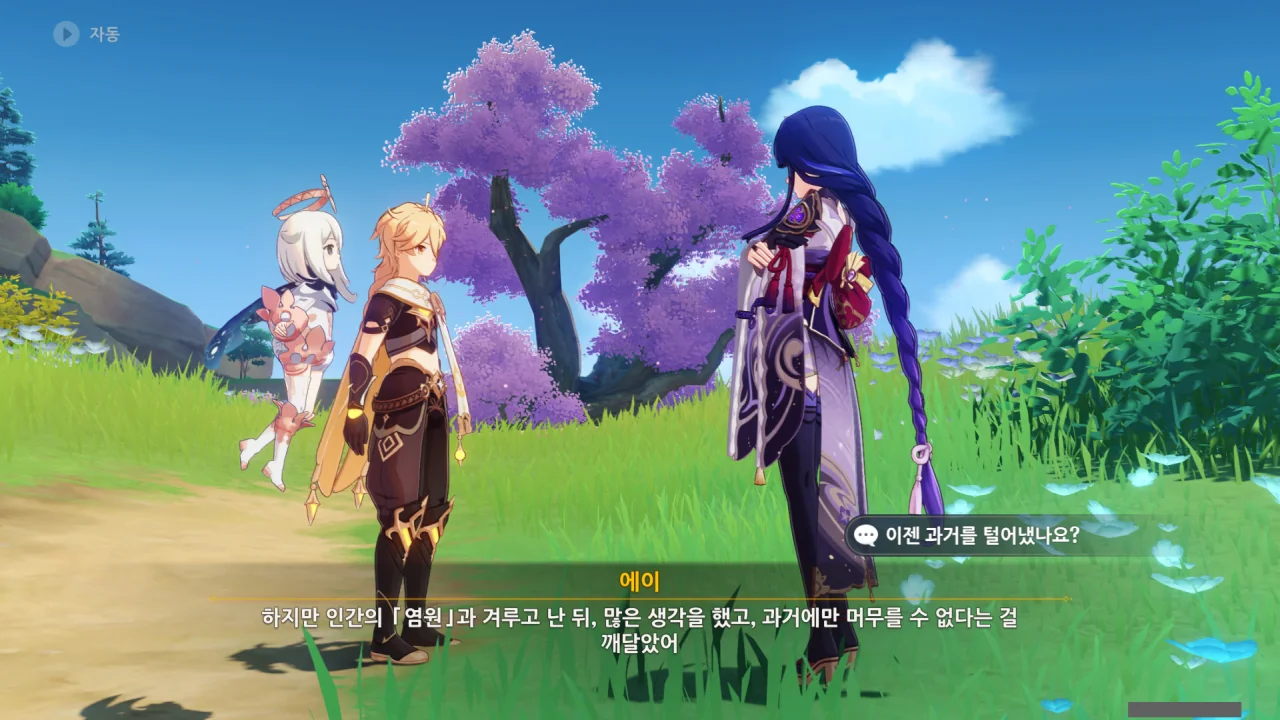 자동
이젠 과거를 털어냈나요?
에이
하지만 인간의 「염원」과 겨루고 난 뒤, 많은 생각을 했고, 과거에만 머무를 수 없다는 걸
깨달았어